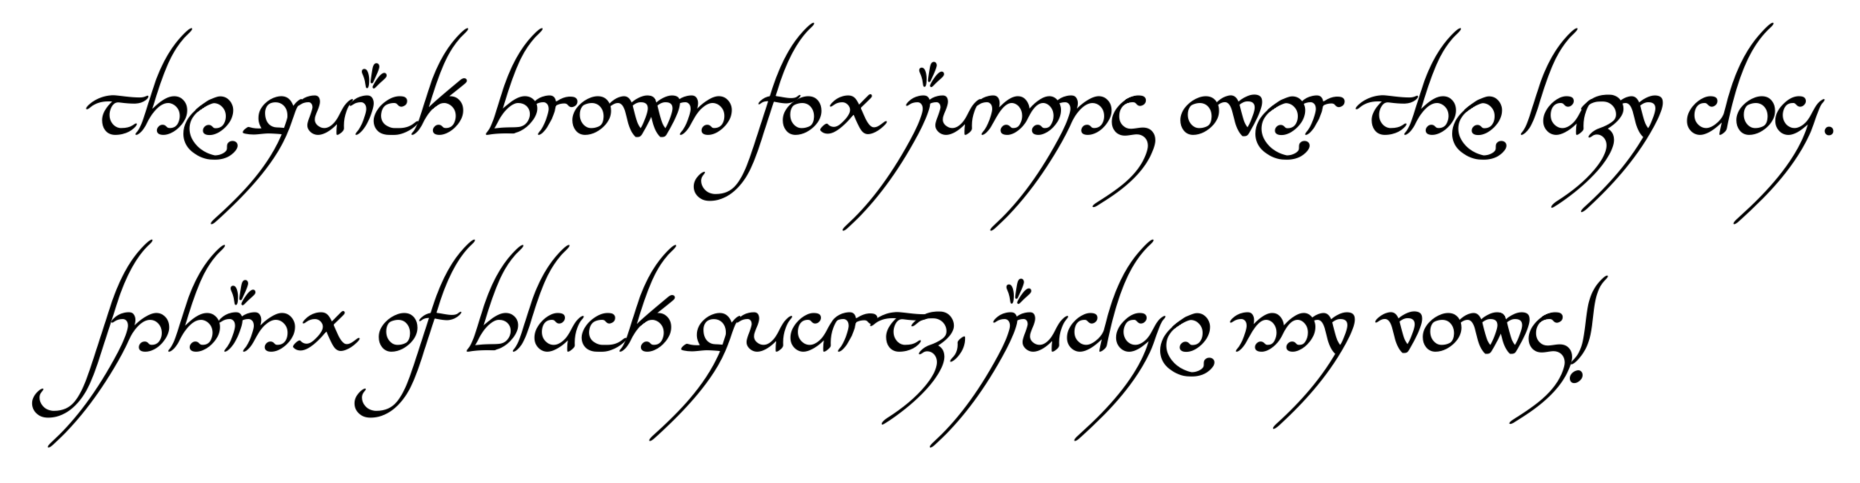 the quick brown fox jumps over the lazy dog.
sphinx of black quartz, judge my vows!